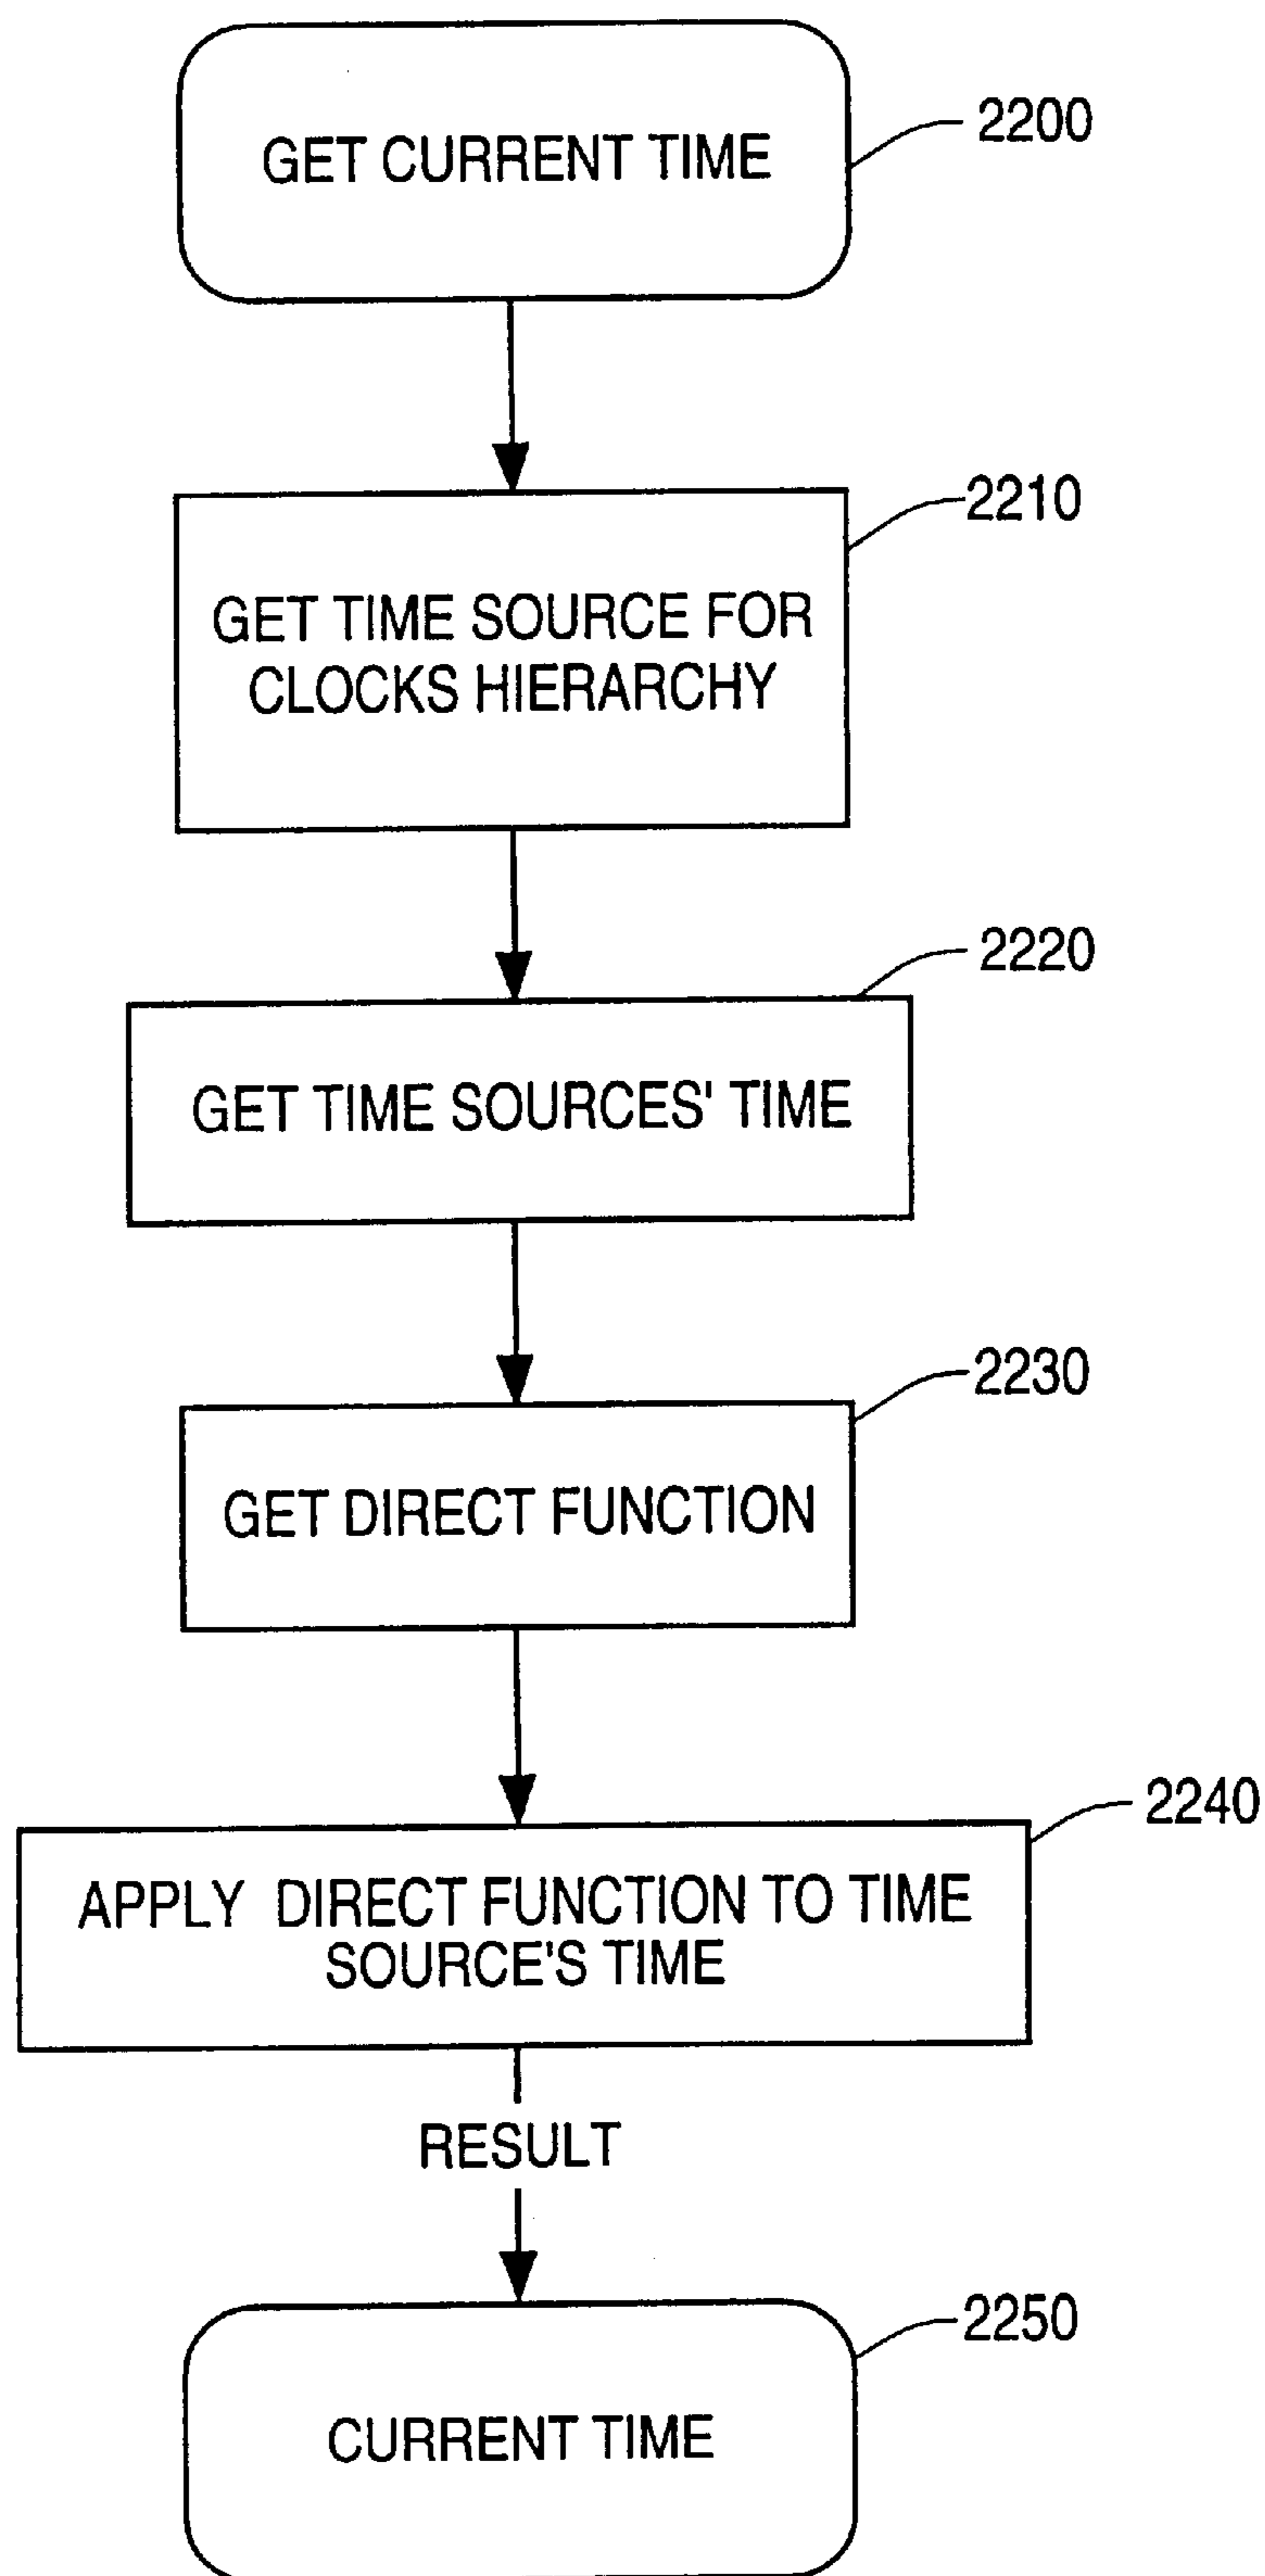 GET CURRENT TIME
2200
2210
GET TIME SOURCE FOR
CLOCKS HIERARCHY
2220
GET TIME SOURCES' TIME
2230
GET DIRECT FUNCTION
2240
APPLY DIRECT FUNCTION TO TIME
SOURCE'S TIME
RESULT
2250
CURRENT TIME